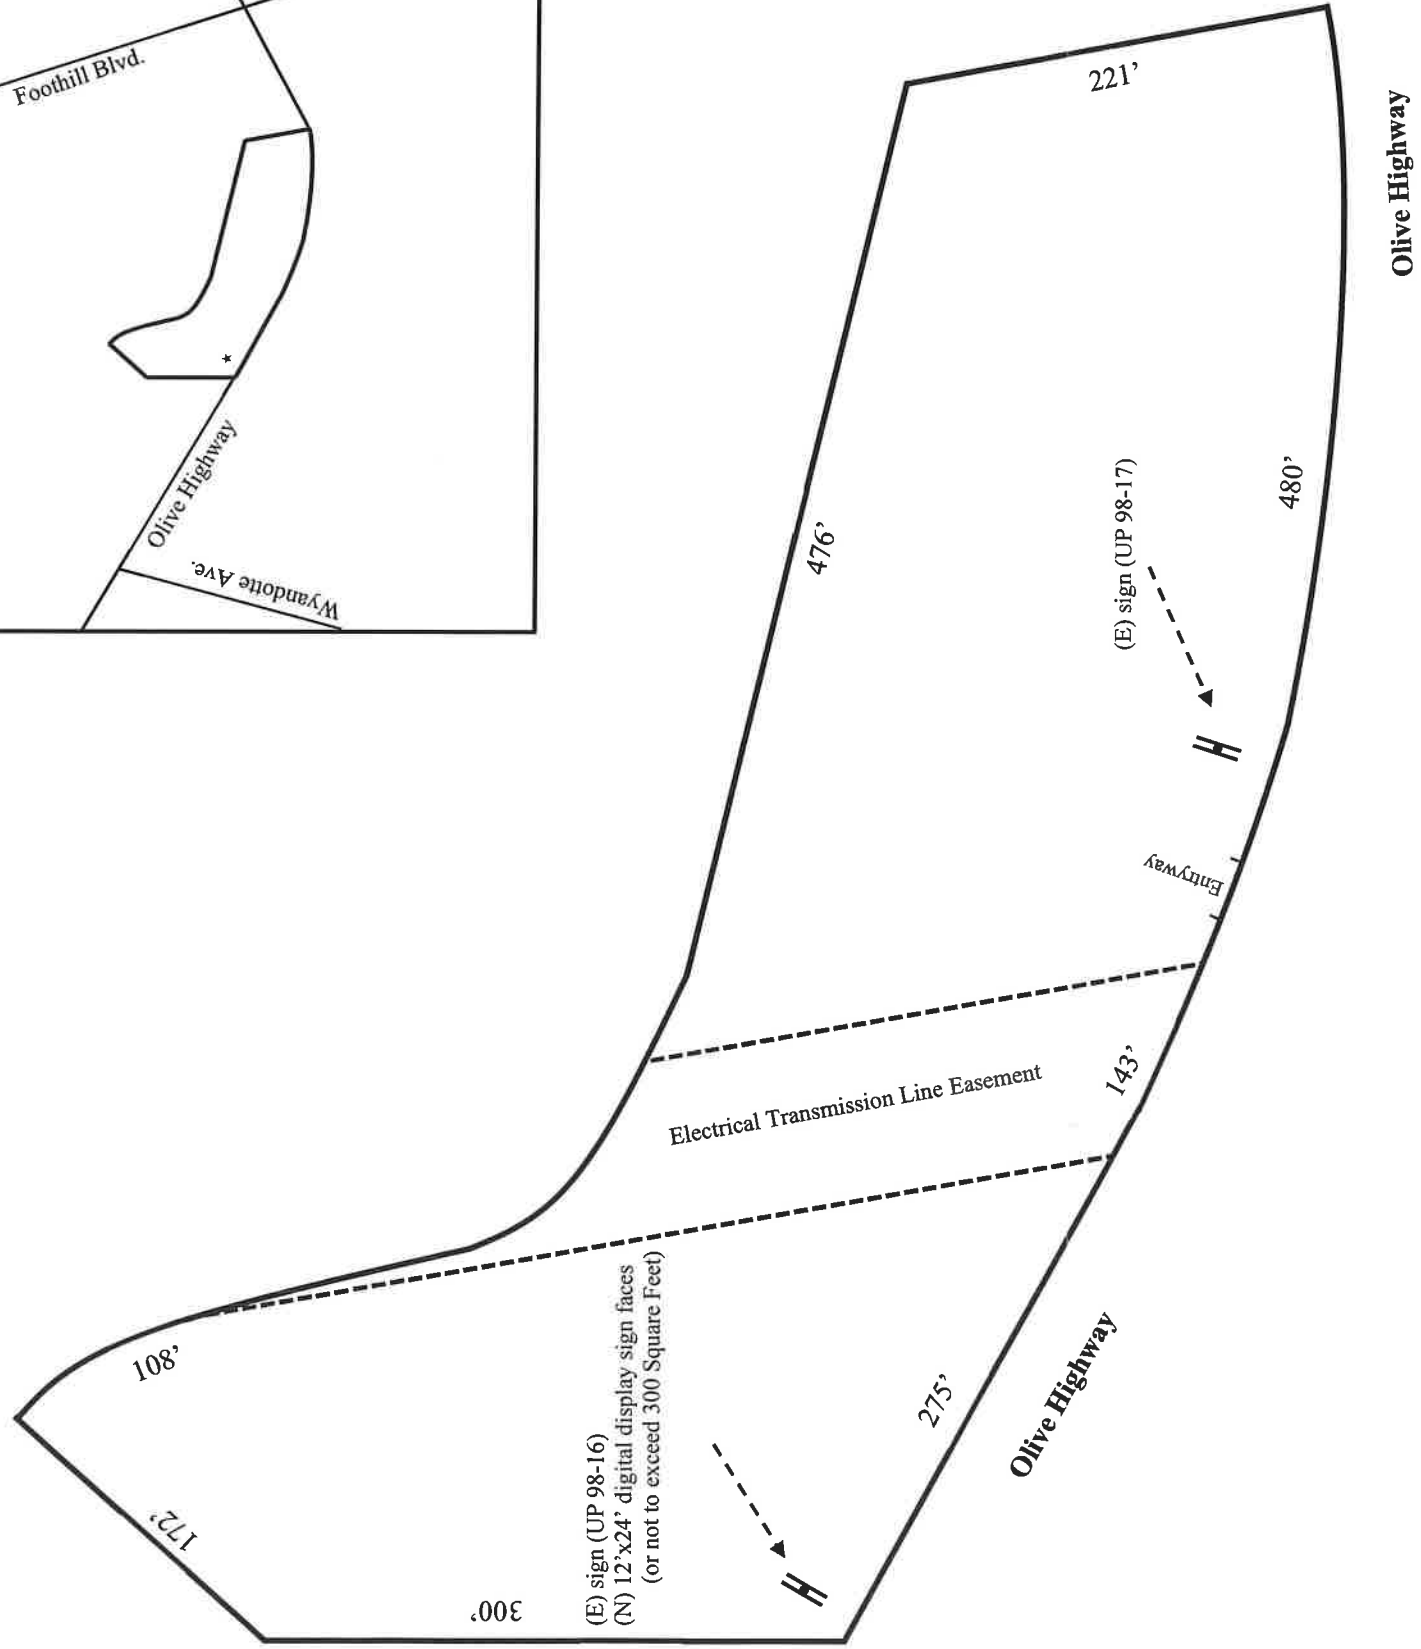 Foothill Blvd.
Olive Highway
Wyandotte Ave.
221’
Olive Highway
476’
(E) sign (UP 98-17)
480’
Entryway
Electrical Transmission Line Easement
143’
108’
172’
300’
(E) sign (UP 98-16)
(N) 12’x24’ digital display sign faces
(or not to exceed 300 Square Feet)
275’
Olive Highway